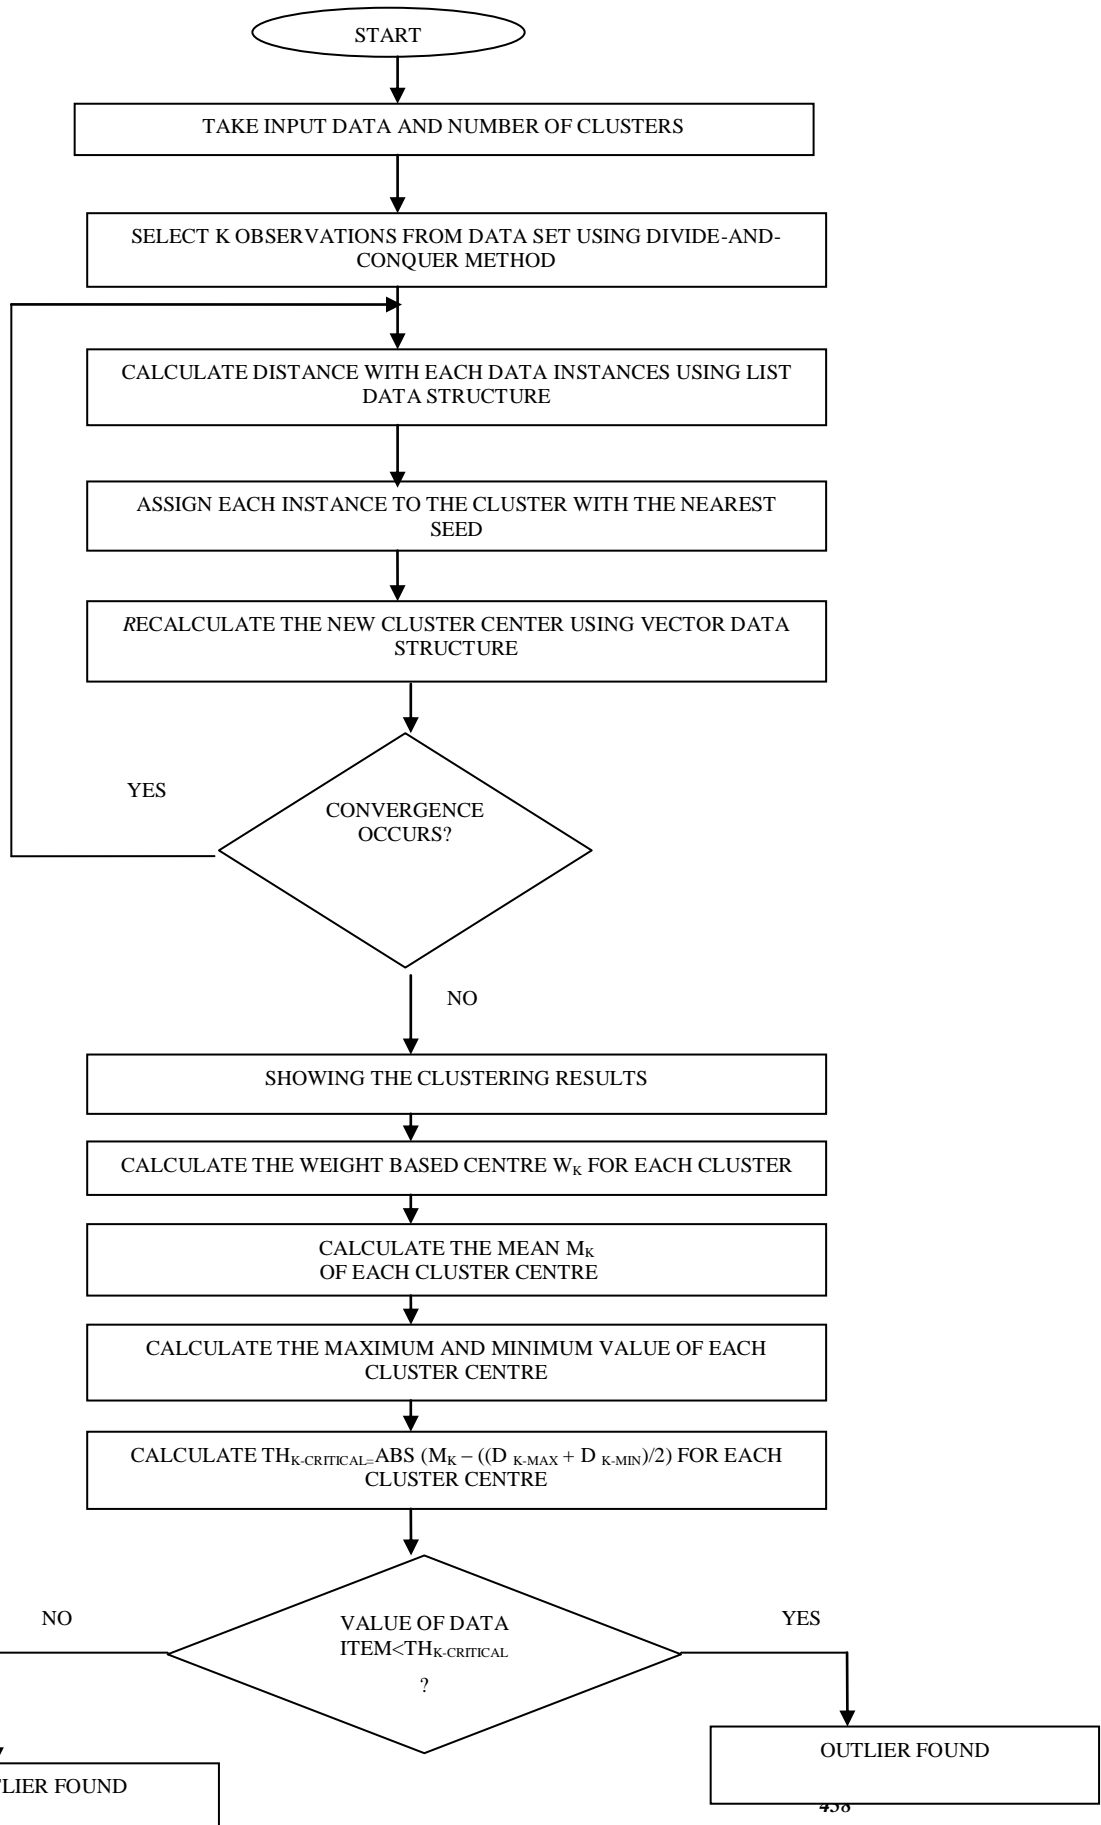 START
TAKE INPUT DATA AND NUMBER OF CLUSTERS
SELECT K OBSERVATIONS FROM DATA SET USING DIVIDE-AND-
CONQUER METHOD
CALCULATE DISTANCE WITH EACH DATA INSTANCES USING LIST
DATA STRUCTURE
ASSIGN EACH INSTANCE TO THE CLUSTER WITH THE NEAREST
SEED
RECALCULATE THE NEW CLUSTER CENTER USING VECTOR DATA
STRUCTURE
YES
CONVERGENCE
OCCURS?
NO
SHOWING THE CLUSTERING RESULTS
CALCULATE THE WEIGHT BASED CENTRE WK FOR EACH CLUSTER
CALCULATE THE MEAN MK
OF EACH CLUSTER CENTRE
CALCULATE THE MAXIMUM AND MINIMUM VALUE OF EACH
CLUSTER CENTRE
CALCULATE THK-CRITICAL=ABS (MK – ((D K-MAX + D K-MIN)/2) FOR EACH
CLUSTER CENTRE
NO
VALUE OF DATA
ITEM<THK-CRITICAL
?
YES
OUTLIER FOUND
FOUND